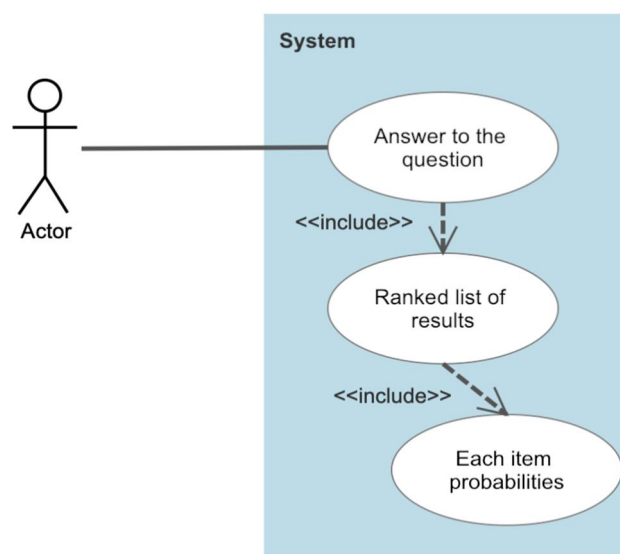 System
Answer to the
question
Actor
<<include>>
Ranked list of
results
<<include>>
Each item
probabilities